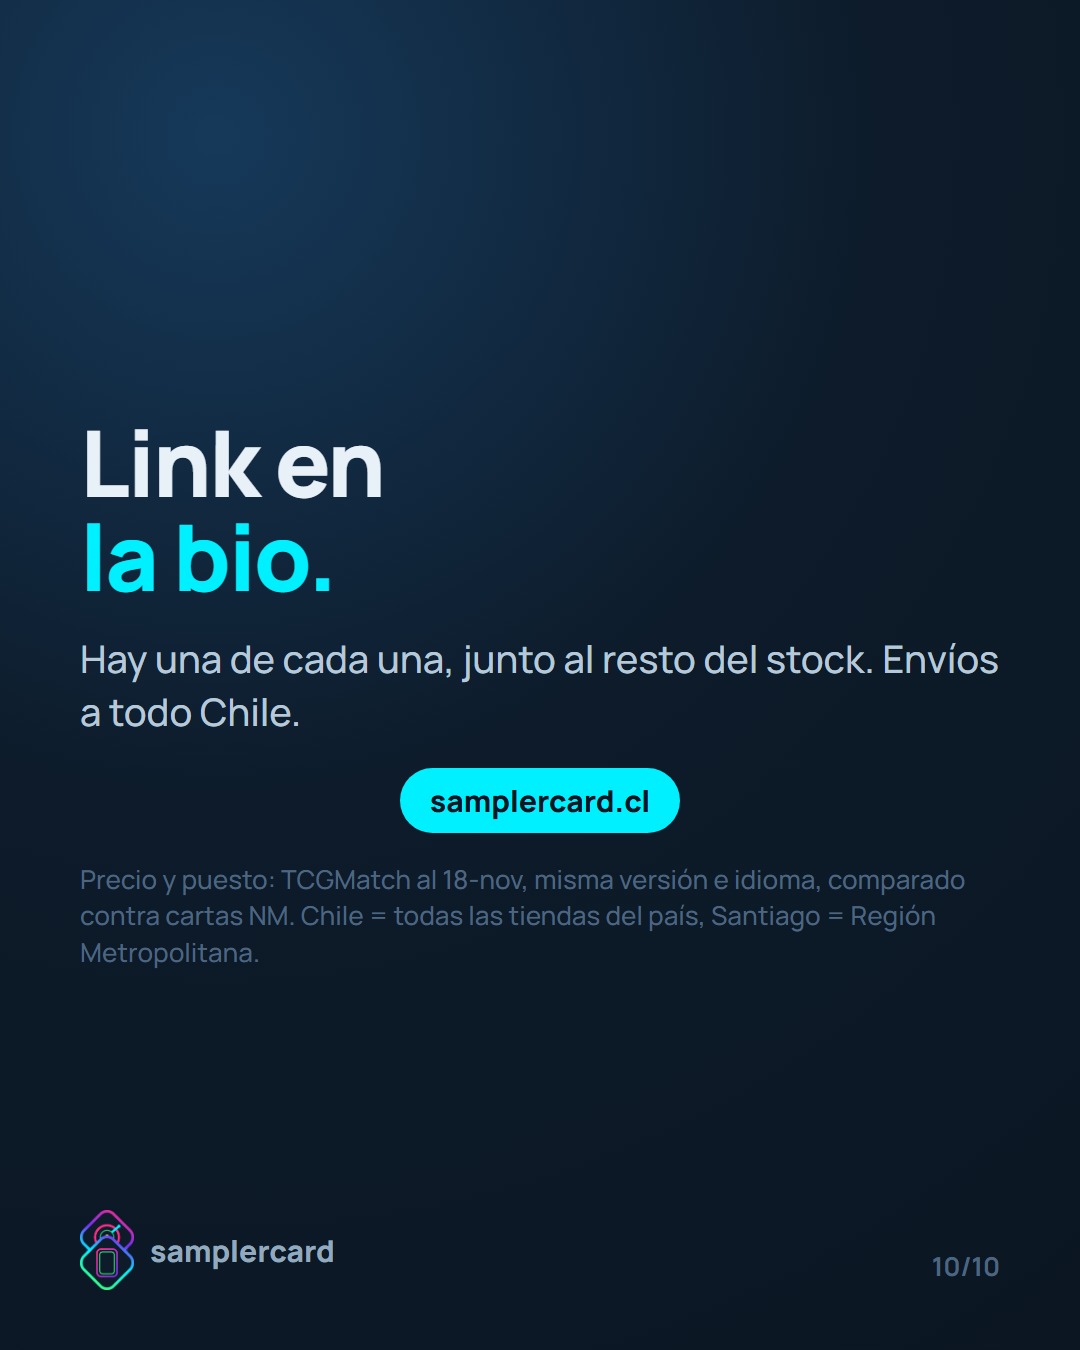 Link en
la bio.
Hay una de cada una, junto al resto del stock. Envíos
a todo Chile.
samplercard.cl
Precio y puesto: TCGMatch al 18-nov, misma versión e idioma, comparado
contra cartas NM. Chile = todas las tiendas del país, Santiago = Región
Metropolitana.
samplercard
10/10